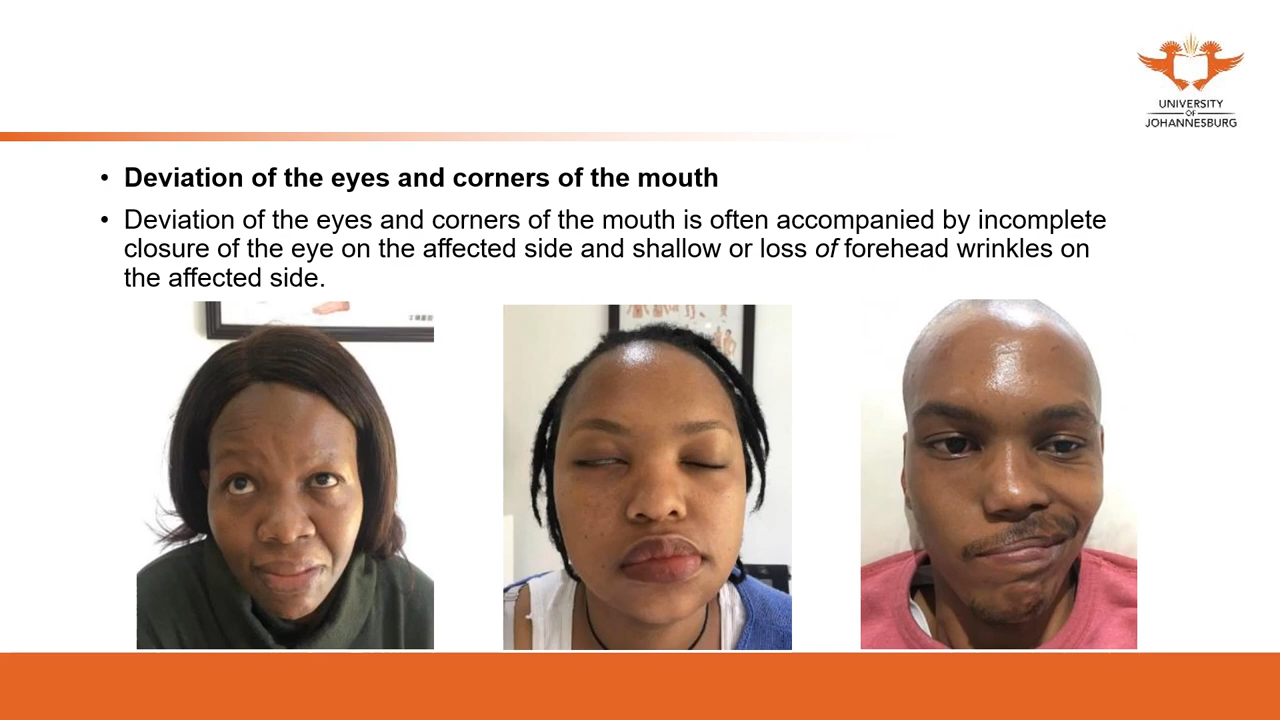 UNIVERSITY
OF
JOHANNESBURG
• Deviation of the eyes and corners of the mouth
• Deviation of the eyes and corners of the mouth is often accompanied by incomplete
closure of the eye on the affected side and shallow or loss of forehead wrinkles on
the affected side.